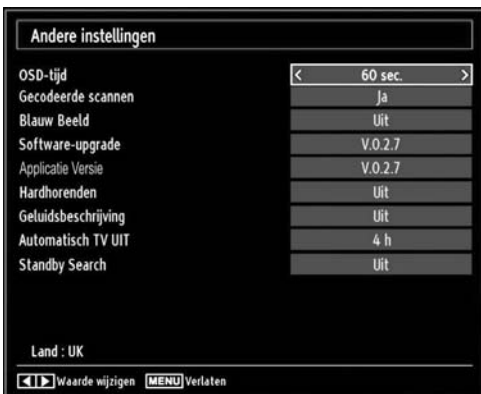 Andere instellingen
OSD-tijd < 60 sec. >
Gecodeerde scannen Ja
Blauw Beeld Uit
Software-upgrade V.0.2.7
Applicatie Versie V.0.2.7
Hardhorenden Uit
Geluidsbeschrijving Uit
Automatisch TV UIT 4 h
Standby Search Uit
Land : UK
Waarde wijzigen MENU Verlaten